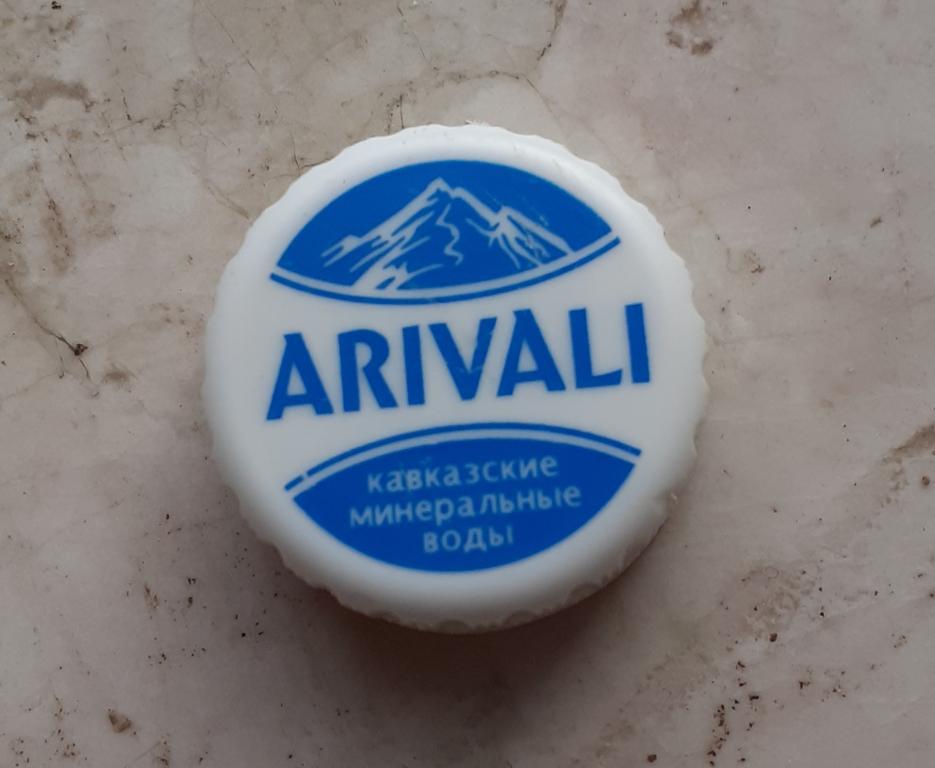 ARIVALI
кавказские
минеральные
воды